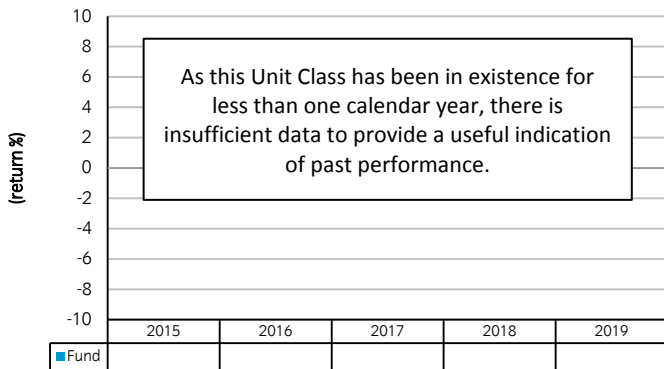 10
8
6
4
2
0
-2
-4
-6
-8
-10
(return %)
As this Unit Class has been in existence for
less than one calendar year, there is
insufficient data to provide a useful indication
of past performance.
2015 2016 2017 2018 2019
Fund